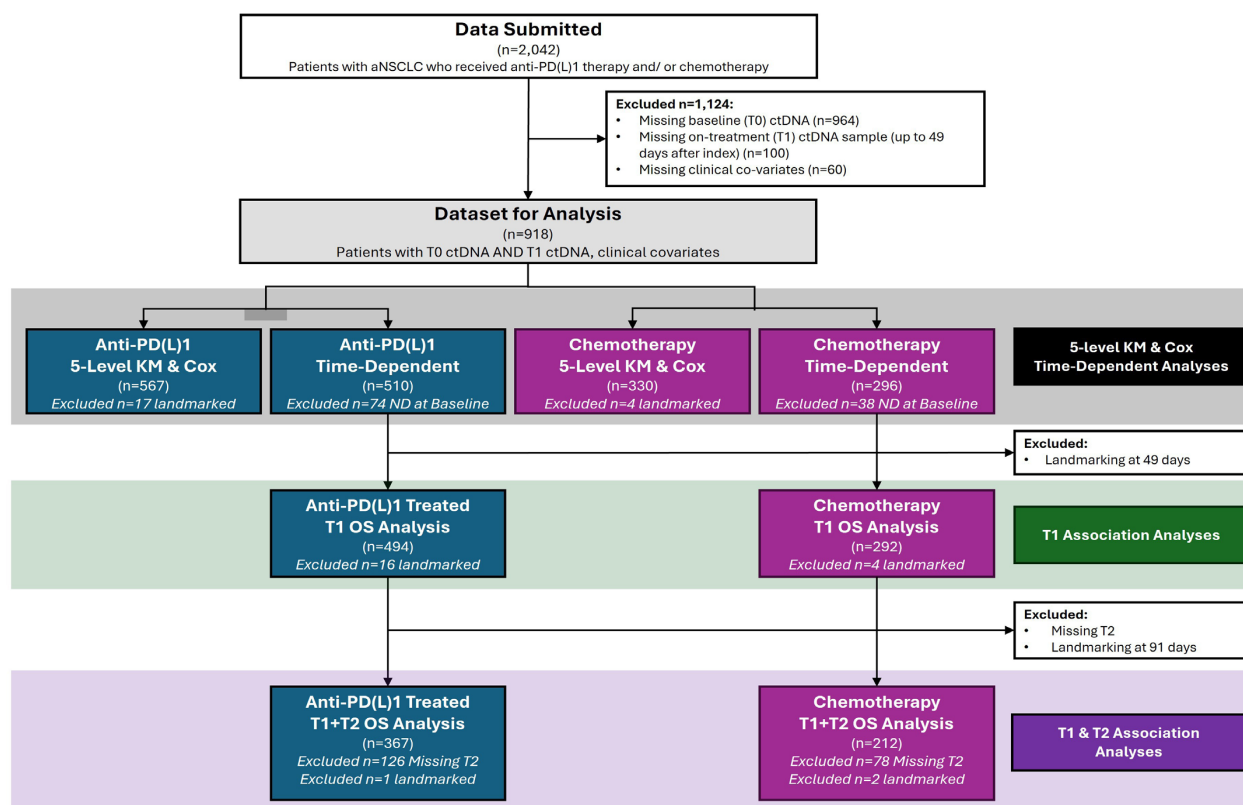 Data Submitted
(n=2,042)
Patients with aNSCLC who received anti-PD(L)1 therapy and/ or chemotherapy
Excluded n=1,124:
• Missing baseline (T0) ctDNA (n=964)
• Missing on-treatment (T1) ctDNA sample (up to 49
days after index) (n=100)
• Missing clinical co-variates (n=60)
Dataset for Analysis
(n=918)
Patients with T0 ctDNA AND T1 ctDNA, clinical covariates
Anti-PD(L)1
5-Level KM & Cox
(n=567)
Excluded n=17 landmarked
Anti-PD(L)1
Time-Dependent
(n=510)
Excluded n=74 ND at Baseline
Chemotherapy
5-Level KM & Cox
(n=330)
Excluded n=4 landmarked
Chemotherapy
Time-Dependent
(n=296)
Excluded n=38 ND at Baseline
5-level KM & Cox
Time-Dependent Analyses
Excluded:
• Landmarking at 49 days
Anti-PD(L)1 Treated
T1 OS Analysis
(n=494)
Excluded n=16 landmarked
Chemotherapy
T1 OS Analysis
(n=292)
Excluded n=4 landmarked
T1 Association Analyses
Excluded:
• Missing T2
• Landmarking at 91 days
Anti-PD(L)1 Treated
T1+T2 OS Analysis
(n=367)
Excluded n=126 Missing T2
Excluded n=1 landmarked
Chemotherapy
T1+T2 OS Analysis
(n=212)
Excluded n=78 Missing T2
Excluded n=2 landmarked
T1 & T2 Association
Analyses